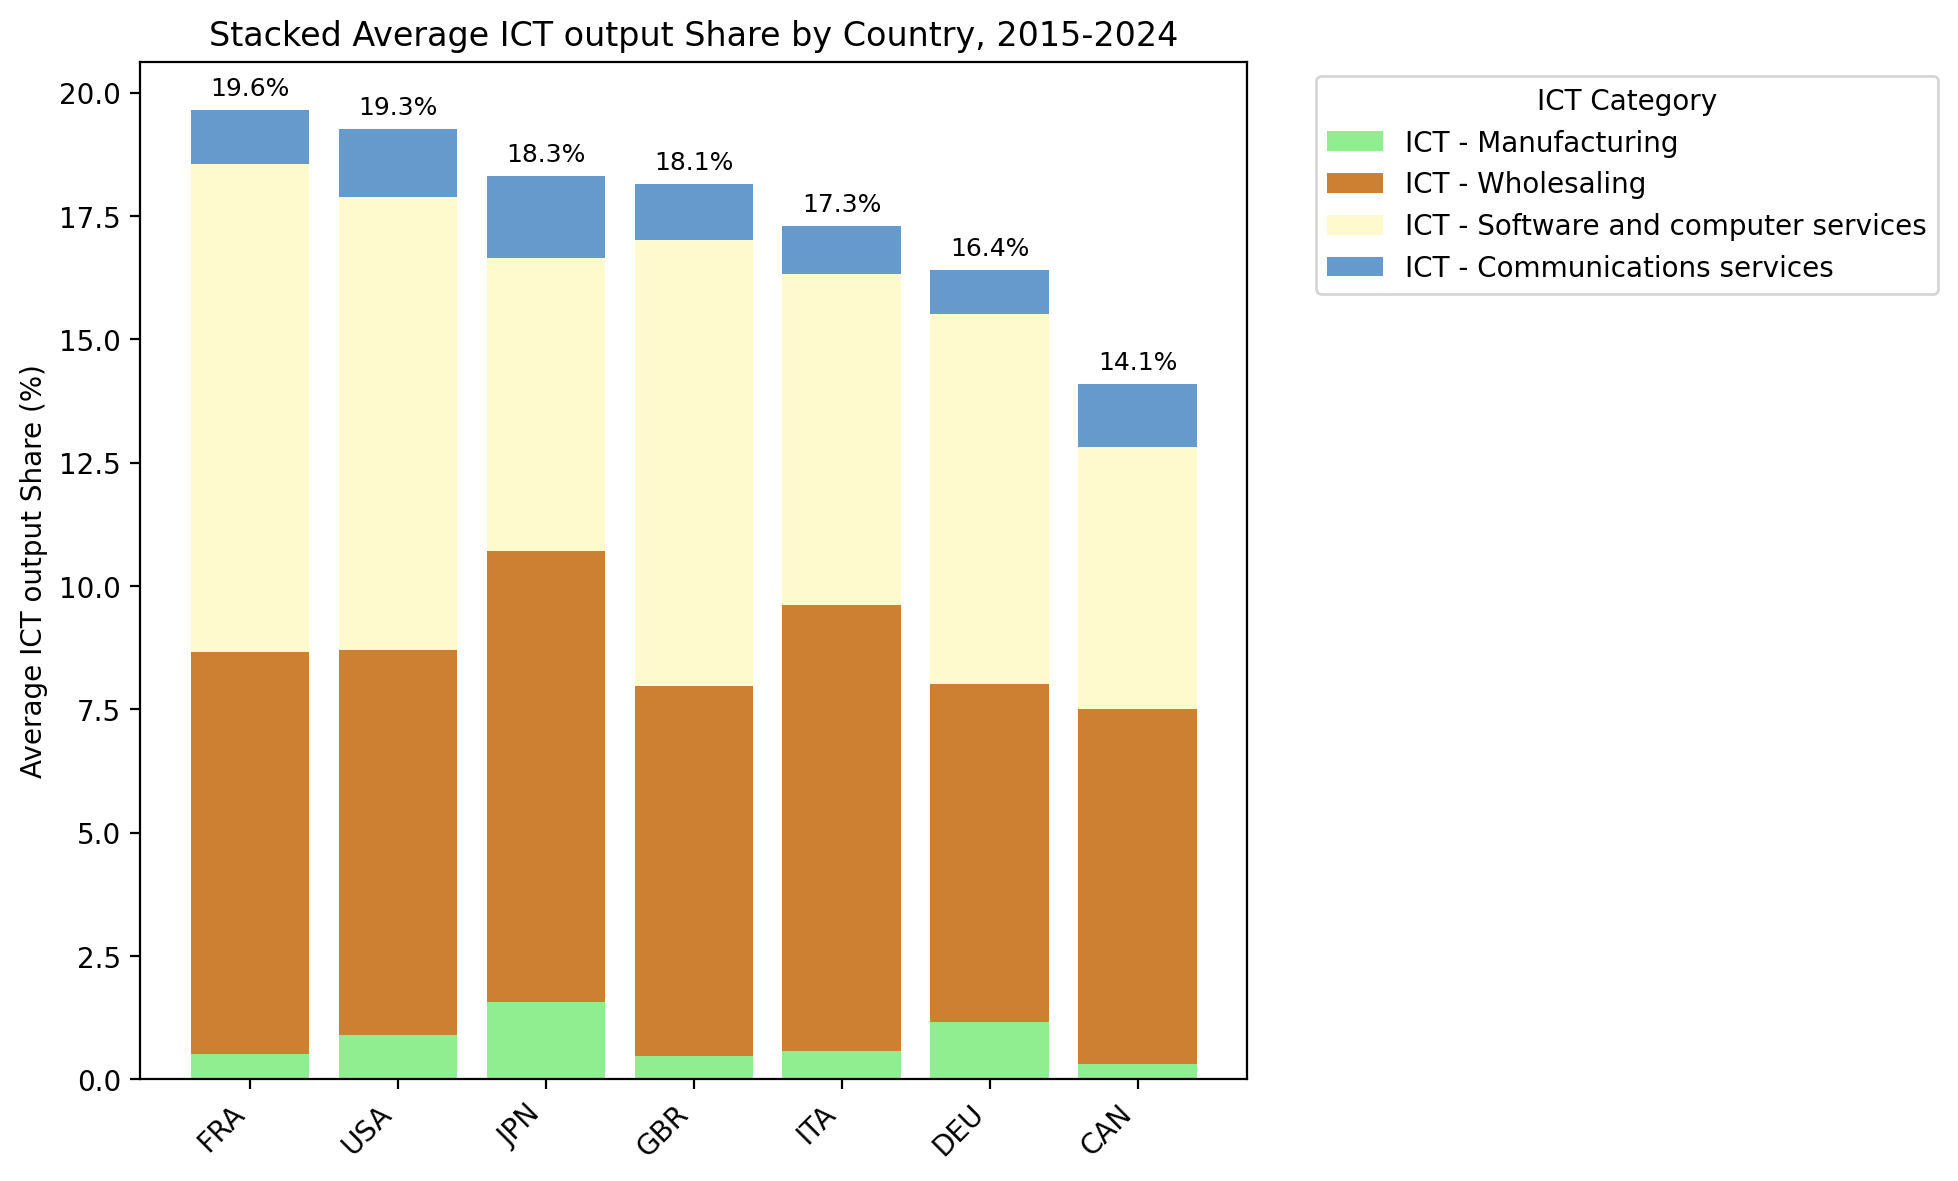 Stacked Average ICT output Share by Country, 2015-2024
Average ICT output Share (%)
20.0
17.5
15.0
12.5
10.0
7.5
5.0
2.5
0.0
19.6%
19.3%
18.3%
18.1%
17.3%
16.4%
14.1%
FRA
USA
JPN
GBR
ITA
DEU
CAN
ICT Category
ICT - Manufacturing
ICT - Wholesaling
ICT - Software and computer services
ICT - Communications services